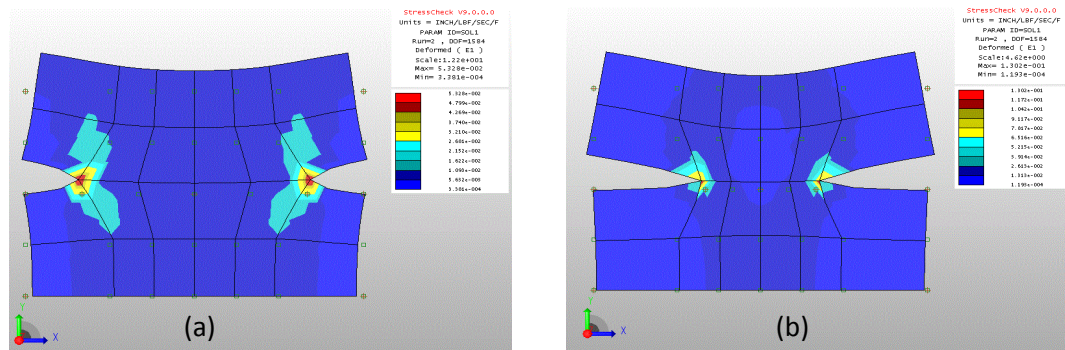 StressCheck V9.0.0.0
Units = INCH/LBF/SEC/F
PARAM ID=SOL1
Run=2 , DOF=1584
Deformed ( E1 )
Scale:1.22e+001
Max= 5.328e-002
Min= 3.381e-004
5.328e-002
4.799e-002
4.269e-002
3.740e-002
3.210e-002
2.681e-002
2.152e-002
1.622e-002
1.093e-002
5.632e-003
3.381e-004
Y
X
(a)
StressCheck V9.0.0.0
Units = INCH/LBF/SEC/F
PARAM ID=SOL1
Run=2 , DOF=1584
Deformed ( E1 )
Scale:4.62e+000
Max= 1.302e-001
Min= 1.193e-004
1.302e-001
1.172e-001
1.042e-001
9.117e-002
7.817e-002
6.516e-002
5.215e-002
3.914e-002
2.613e-002
1.313e-002
1.193e-004
Y
X
(b)